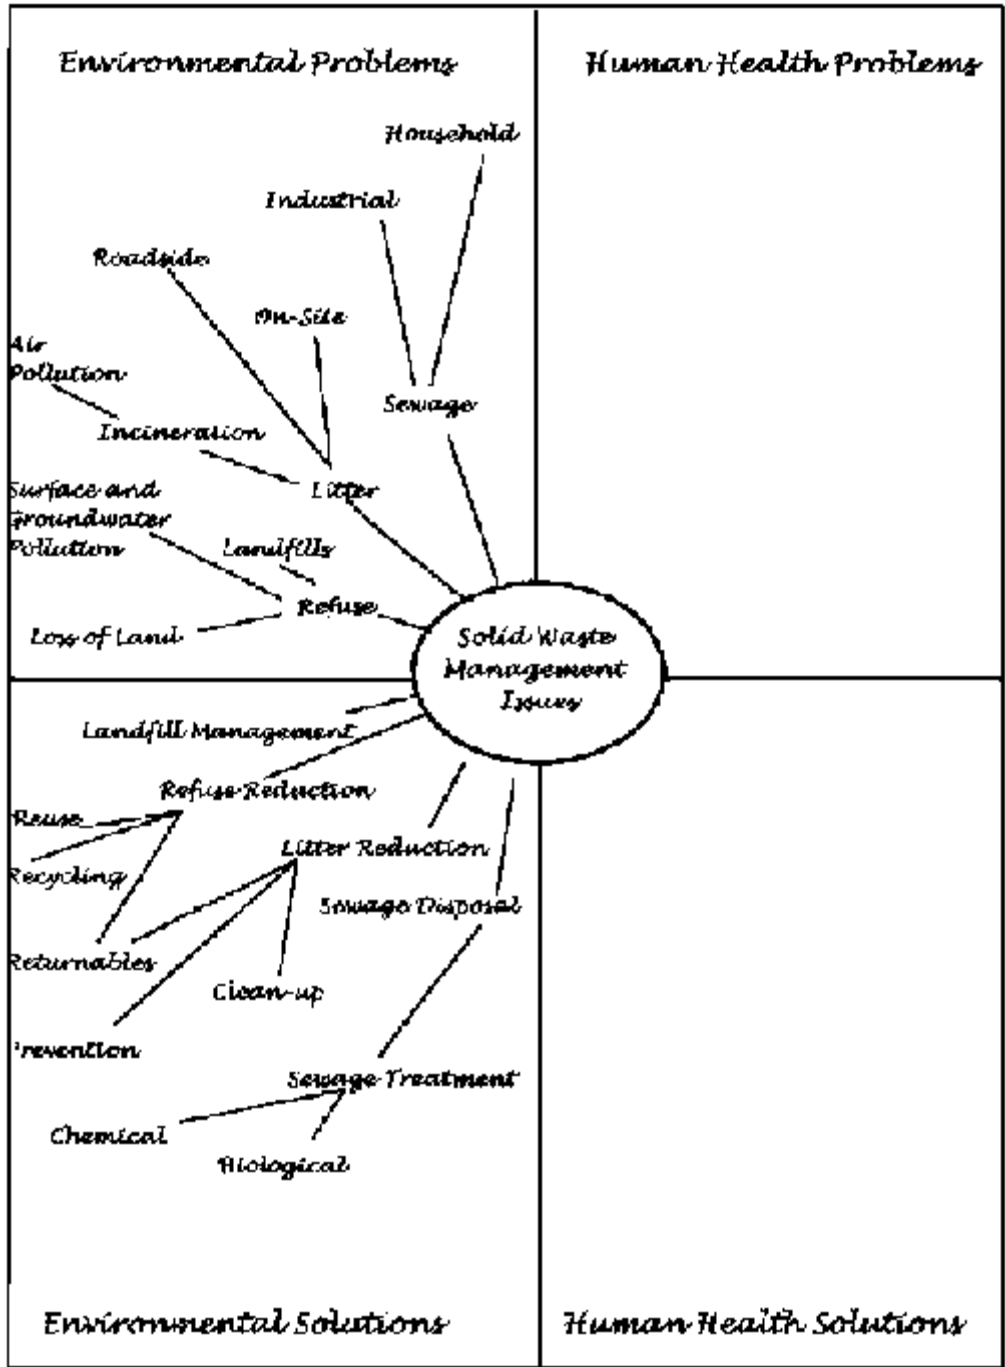 Environmental Problems
Human Health Problems
Household
Industrial
Roadside
On-Site
Air
Pollution
Sewage
Incineration
Litter
Surface and
Groundwater
Pollution
Landfills
Refuse
Loss of Land
Solid Waste
Management
Issues
Landfill Management
Refuse Reduction
Reuse
Litter Reduction
Recycling
Sewage Disposal
Returnables
Clean-up
Prevention
Sewage Treatment
Chemical
Biological
Environmental Solutions
Human Health Solutions